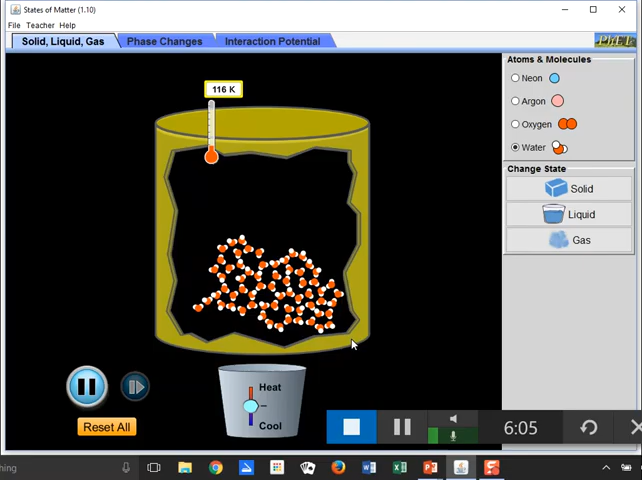 States of Matter (1.10)
File Teacher Help
Solid, Liquid, Gas
Phase Changes
Interaction Potential
PhET
116 K
Atoms & Molecules
Neon
Argon
Oxygen
Water
Change State
Solid
Liquid
Gas
Heat
Cool
Reset All
6:05
hing